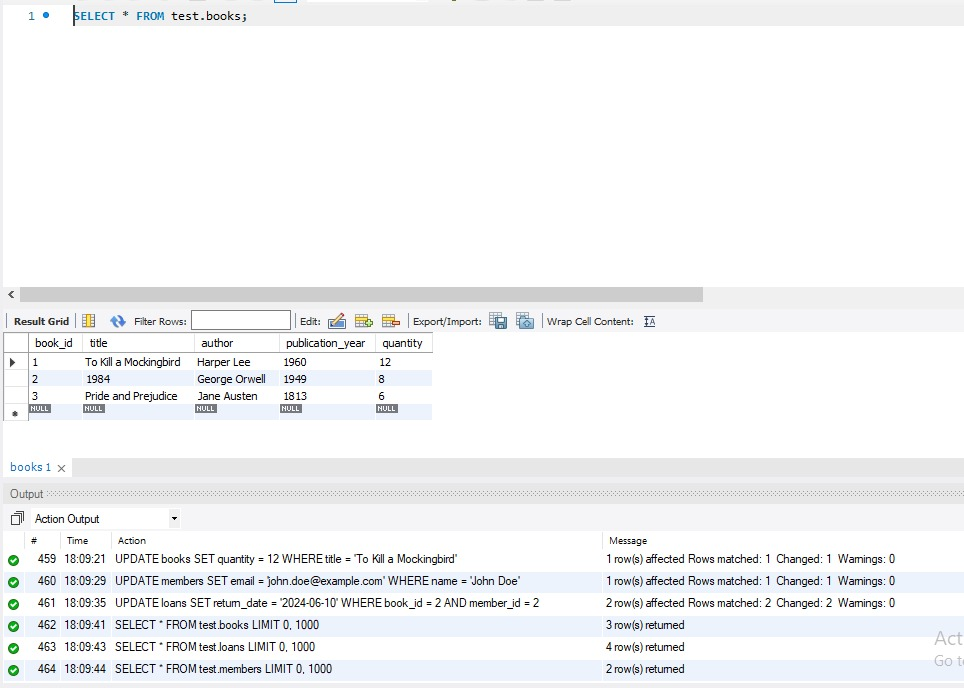 1 SELECT * FROM test.books;
Result Grid Filter Rows: Edit: Export/Import: Wrap Cell Content: IA
book_id title author publication_year quantity
1 To Kill a Mockingbird Harper Lee 1960 12
2 1984 George Orwell 1949 8
3 Pride and Prejudice Jane Austen 1813 6
NULL NULL NULL NULL NULL
books 1
Output
Action Output
# Time Action Message
459 18:09:21 UPDATE books SET quantity = 12 WHERE title = 'To Kill a Mockingbird' 1 row(s) affected Rows matched: 1 Changed: 1 Warnings: 0
460 18:09:29 UPDATE members SET email = 'john.doe@example.com' WHERE name = 'John Doe' 1 row(s) affected Rows matched: 1 Changed: 1 Warnings: 0
461 18:09:35 UPDATE loans SET return_date = '2024-06-10' WHERE book_id = 2 AND member_id = 2 2 row(s) affected Rows matched: 2 Changed: 2 Warnings: 0
462 18:09:41 SELECT * FROM test.books LIMIT 0, 1000 3 row(s) returned
463 18:09:43 SELECT * FROM test.loans LIMIT 0, 1000 4 row(s) returned
Act
464 18:09:44 SELECT * FROM test.members LIMIT 0, 1000 2 row(s) returned
Go t